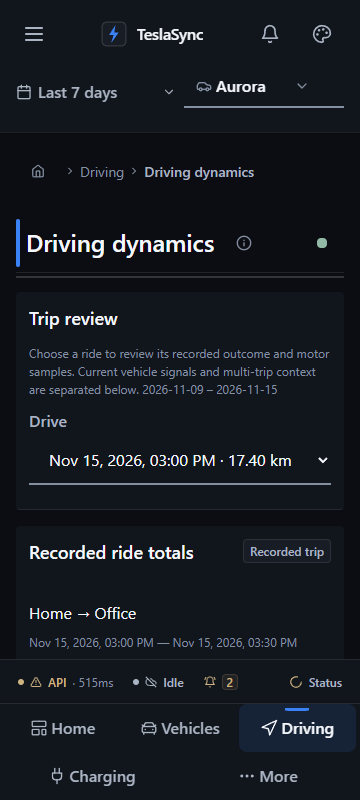 TeslaSync
Last 7 days
Aurora
Driving
Driving dynamics
Driving dynamics
Trip review
Choose a ride to review its recorded outcome and motor
samples. Current vehicle signals and multi-trip context
are separated below. 2026-11-09 – 2026-11-15
Drive
Nov 15, 2026, 03:00 PM · 17.40 km
Recorded ride totals
Recorded trip
Home → Office
Nov 15, 2026, 03:00 PM — Nov 15, 2026, 03:30 PM
API · 515ms
Idle
2
Status
Home
Vehicles
Driving
Charging
More